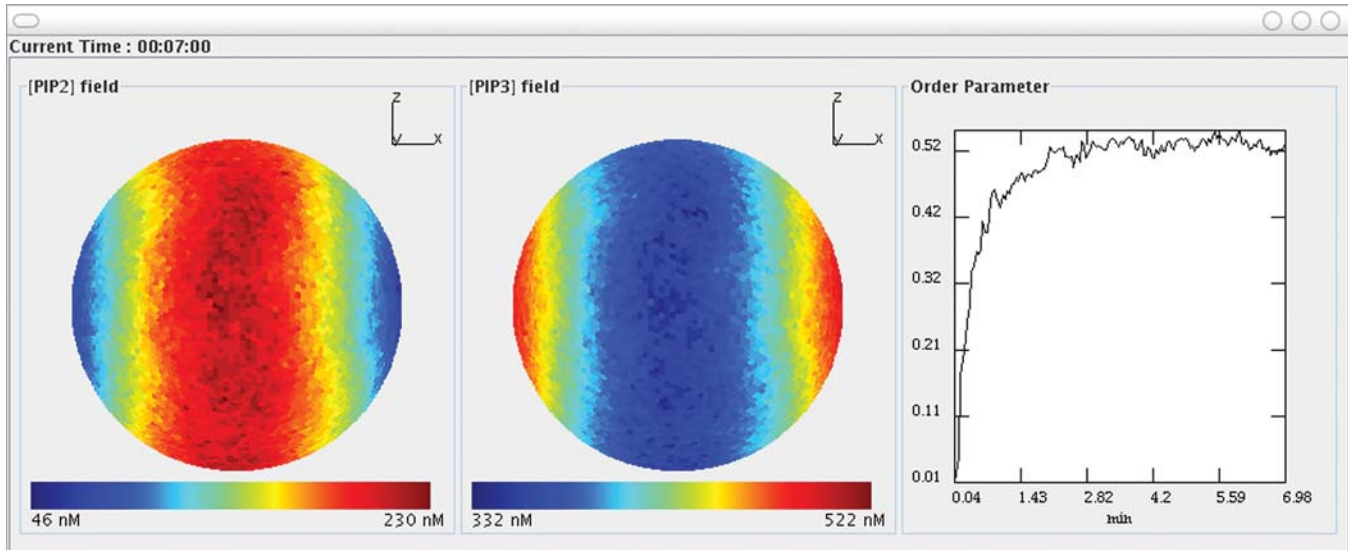 Current Time : 00:07:00
[PIP2] field
Z
Y
X
46 nM
230 nM
[PIP3] field
Z
Y
X
332 nM
522 nM
Order Parameter
0.52
0.42
0.32
0.21
0.11
0.01
0.04 1.43 2.82 4.2 5.59 6.98
min